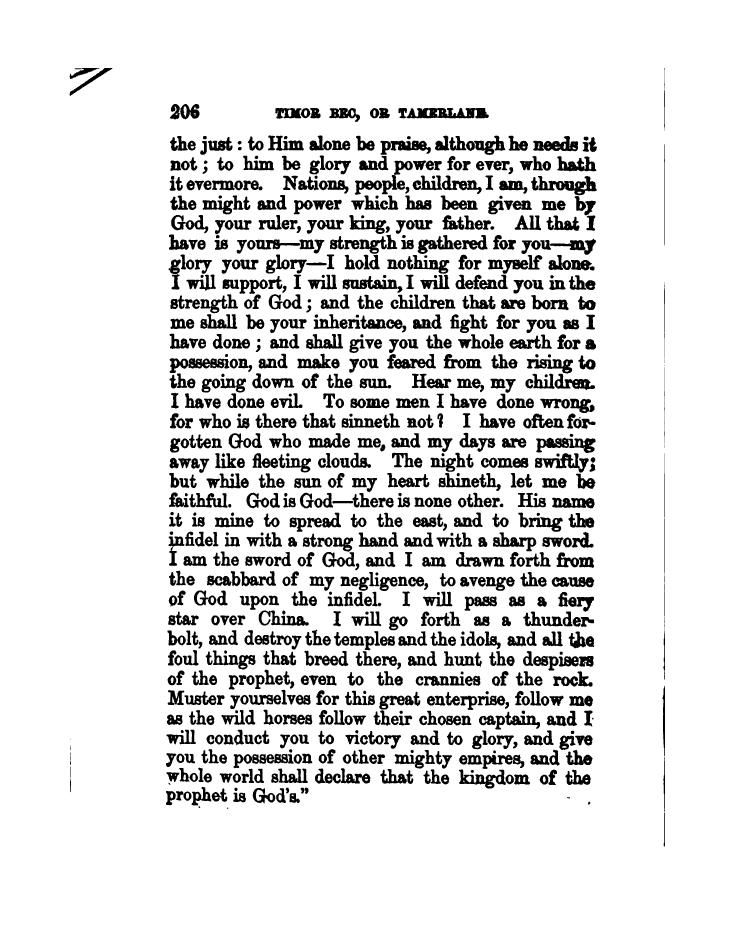 206 TIMOR BEC, OR TAMERLANE.
the just : to Him alone be praise, although he needs it
not ; to him be glory and power for ever, who hath
it evermore. Nations, people, children, I am, through
the might and power which has been given me by
God, your ruler, your king, your father. All that I
have is yours—my strength is gathered for you—my
glory your glory—I hold nothing for myself alone.
I will support, I will sustain, I will defend you in the
strength of God ; and the children that are born to
me shall be your inheritance, and fight for you as I
have done ; and shall give you the whole earth for a
possession, and make you feared from the rising to
the going down of the sun. Hear me, my children.
I have done evil. To some men I have done wrong,
for who is there that sinneth not ? I have often for-
gotten God who made me, and my days are passing
away like fleeting clouds. The night comes swiftly;
but while the sun of my heart shineth, let me be
faithful. God is God—there is none other. His name
it is mine to spread to the east, and to bring the
infidel in with a strong hand and with a sharp sword.
I am the sword of God, and I am drawn forth from
the scabbard of my negligence, to avenge the cause
of God upon the infidel. I will pass as a fiery
star over China. I will go forth as a thunder-
bolt, and destroy the temples and the idols, and all the
foul things that breed there, and hunt the despisers
of the prophet, even to the crannies of the rock.
Muster yourselves for this great enterprise, follow me
as the wild horses follow their chosen captain, and I
will conduct you to victory and to glory, and give
you the possession of other mighty empires, and the
whole world shall declare that the kingdom of the
prophet is God's."